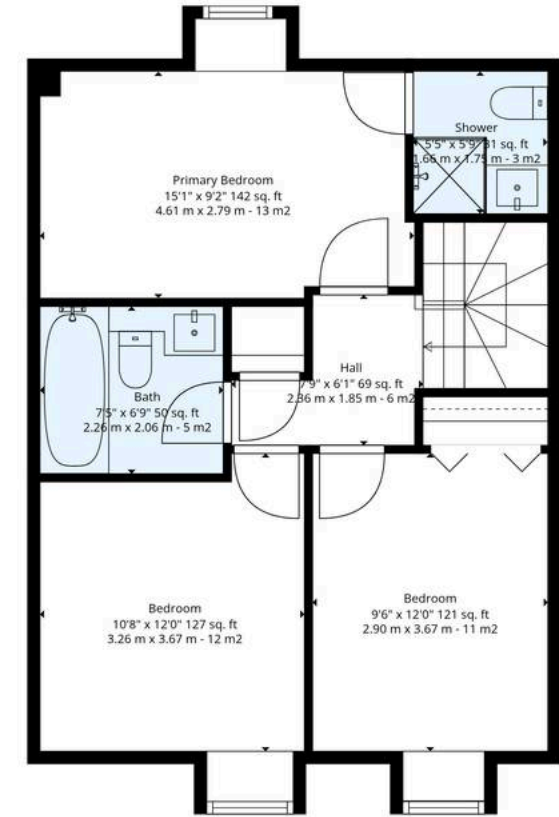 Primary Bedroom
15'1" x 9'2" 142 sq. ft
4.61 m x 2.79 m - 13 m2
Shower
5'5" x 5'9" 31 sq. ft
1.66 m x 1.75 m - 3 m2
Hall
7'9" x 6'1" 69 sq. ft
2.36 m x 1.85 m - 6 m2
Bath
7'5" x 6'9" 50 sq. ft
2.26 m x 2.06 m - 5 m2
Bedroom
10'8" x 12'0" 127 sq. ft
3.26 m x 3.67 m - 12 m2
Bedroom
9'6" x 12'0" 121 sq. ft
2.90 m x 3.67 m - 11 m2